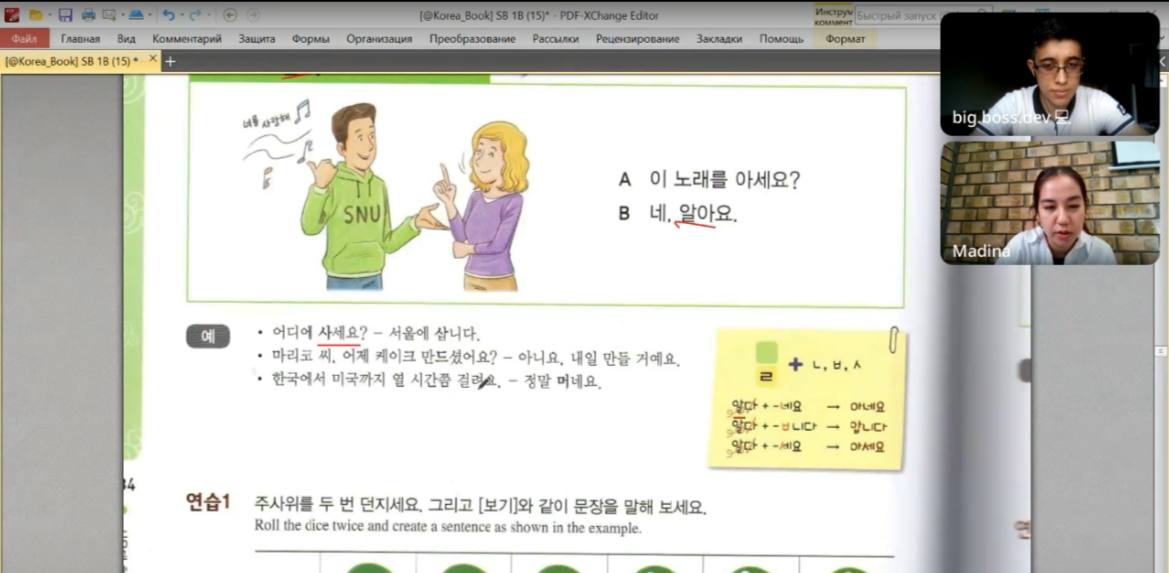 [@Korea_Book] SB 1B (15)* - PDF-XChange Editor
Быстрый запуск
Файл Главная Вид Комментарий Защита Формы Организация Преобразование Рассылки Рецензирование Закладки Помощь Формат
[@Korea_Book] SB 1B (15) *
big.boss.dev
Madina
너를 사랑해
SNU
A 이 노래를 아세요?
B 네, 알아요.
예
• 어디에 사세요? – 서울에 삽니다.
• 마리코 씨, 어제 케이크 만드셨어요? – 아니요, 내일 만들 거예요.
• 한국에서 미국까지 열 시간쯤 걸려요. – 정말 머네요.
ㄹ + ㄴ, ㅂ, ㅅ
알다 + -네요 → 아네요
알다 + -ㅂ니다 → 압니다
알다 + -세요 → 아세요
연습1 주사위를 두 번 던지세요. 그리고 [보기]와 같이 문장을 말해 보세요.
Roll the dice twice and create a sentence as shown in the example.